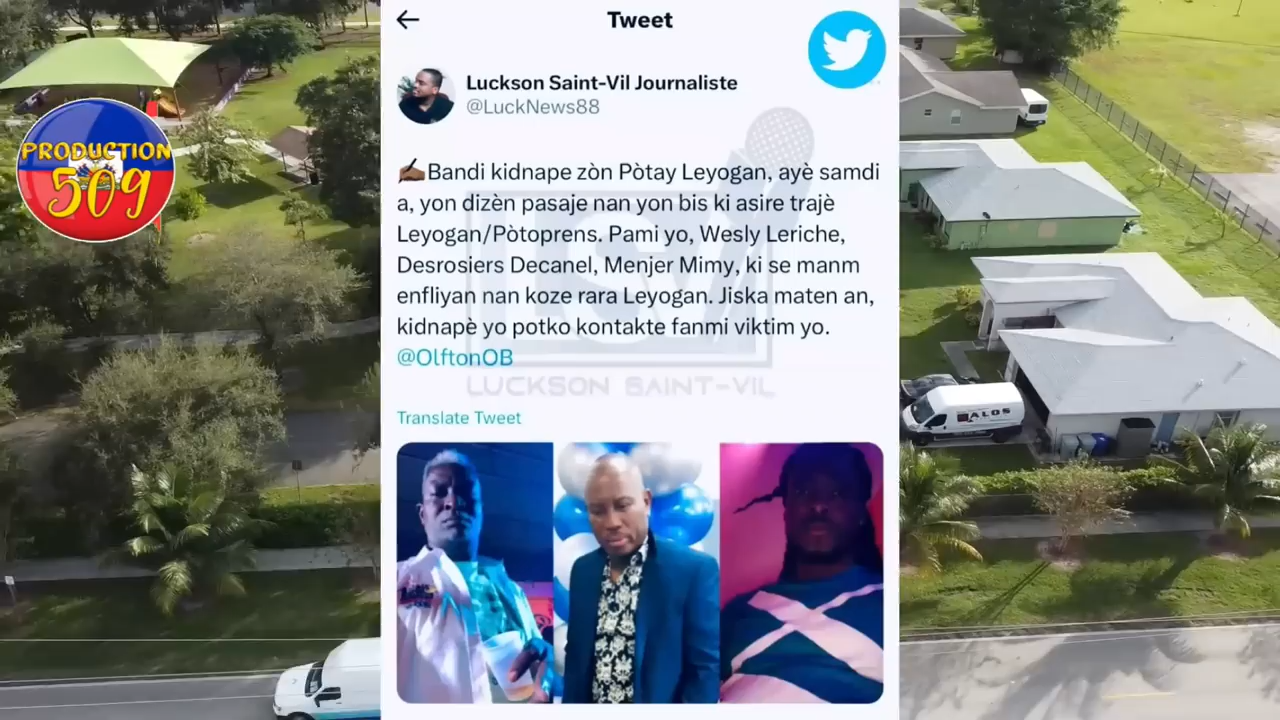 Tweet
Luckson Saint-Vil Journaliste
@LuckNews88
PRODUCTION
509
Bandi kidnape zòn Pòtay Leyogan, ayè samdi
a, yon dizèn pasaje nan yon bis ki asire trajè
Leyogan/Pòtoprens. Pami yo, Wesly Leriche,
Desrosiers Decanel, Menjer Mimy, ki se manm
enfliyan nan koze rara Leyogan. Jiska maten an,
kidnapè yo potko kontakte fanmi viktim yo.
@OlftonOB
LUCKSON SAINT-VIL
Translate Tweet
ALOS